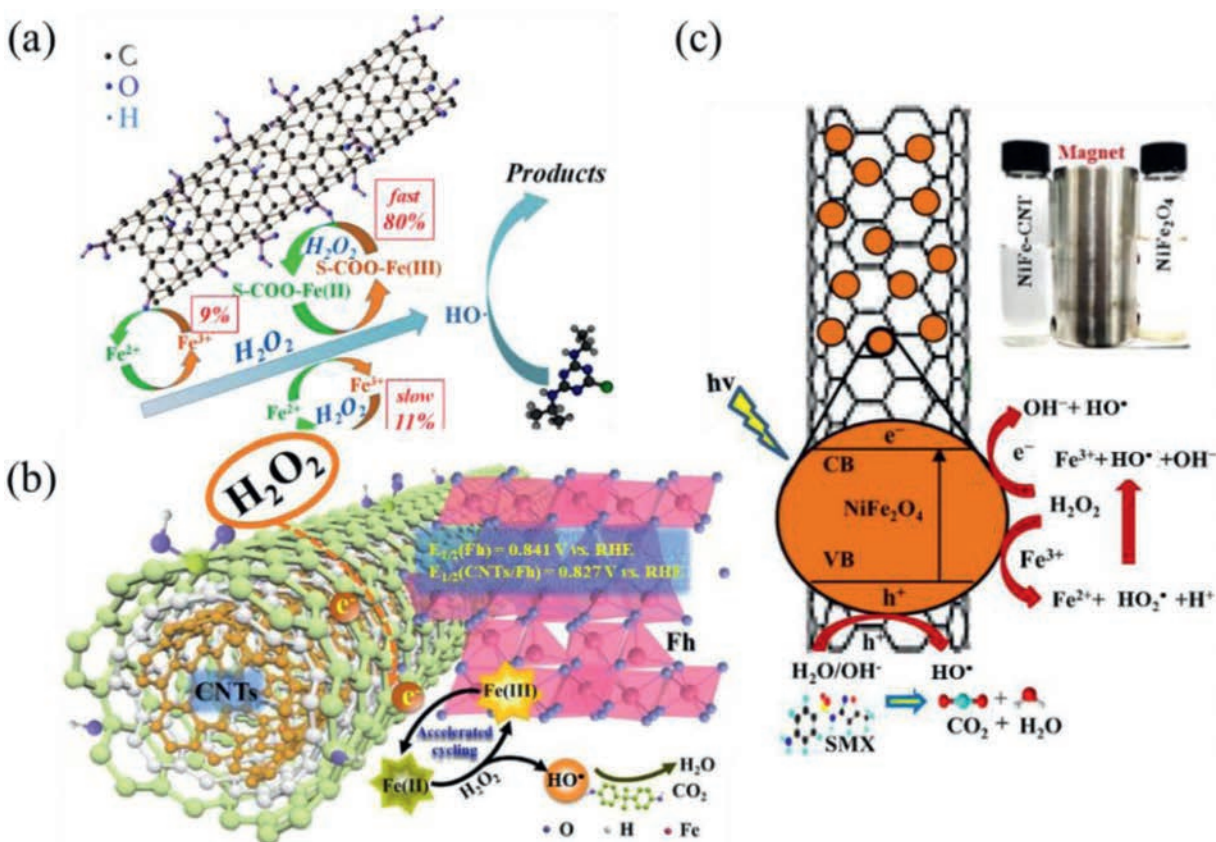 (a)
C
O
H
fast
80%
H₂O₂
S-COO-Fe(III)
S-COO-Fe(II)
9%
Fe²⁺
Fe³⁺
H₂O₂
HO·
Products
Fe²⁺
Fe³⁺
H₂O₂
slow
11%
(b)
H₂O₂
E₁/₂(Fh) = 0.841 V vs. RHE
E₁/₂(CNTs/Fh) = 0.827 V vs. RHE
Fh
CNTs
e⁻
e⁻
Fe(III)
Accelerated
cycling
Fe(II)
H₂O₂
HO•
H₂O
CO₂
O H Fe
(c)
Magnet
NiFe-CNT
NiFe₂O₄
hν
e⁻
CB
NiFe₂O₄
VB
h⁺
OH⁻+ HO•
e⁻
Fe³⁺+HO• +OH⁻
H₂O₂
Fe³⁺
Fe²⁺+ HO₂• +H⁺
h⁺
H₂O/OH⁻
HO•
+
SMX
CO₂ + H₂O